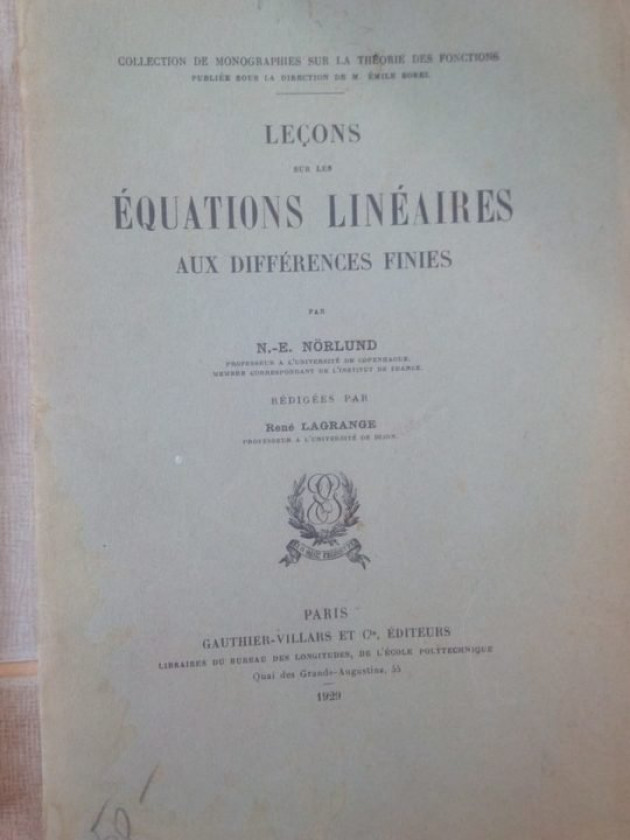 COLLECTION DE MONOGRAPHIES SUR LA THÉORIE DES FONCTIONS
PUBLIÉE SOUS LA DIRECTION DE M. ÉMILE BOREL
LEÇONS
SUR LES
ÉQUATIONS LINÉAIRES
AUX DIFFÉRENCES FINIES
PAR
N.-E. NÖRLUND
PROFESSEUR A L'UNIVERSITÉ DE COPENHAGUE,
MEMBRE CORRESPONDANT DE L'INSTITUT DE FRANCE.
RÉDIGÉES PAR
René LAGRANGE
PROFESSEUR A L'UNIVERSITÉ DE DIJON.
PARIS
GAUTHIER-VILLARS ET Cie, ÉDITEURS
LIBRAIRES DU BUREAU DES LONGITUDES, DE L'ÉCOLE POLYTECHNIQUE
Quai des Grands-Augustins, 55
1929